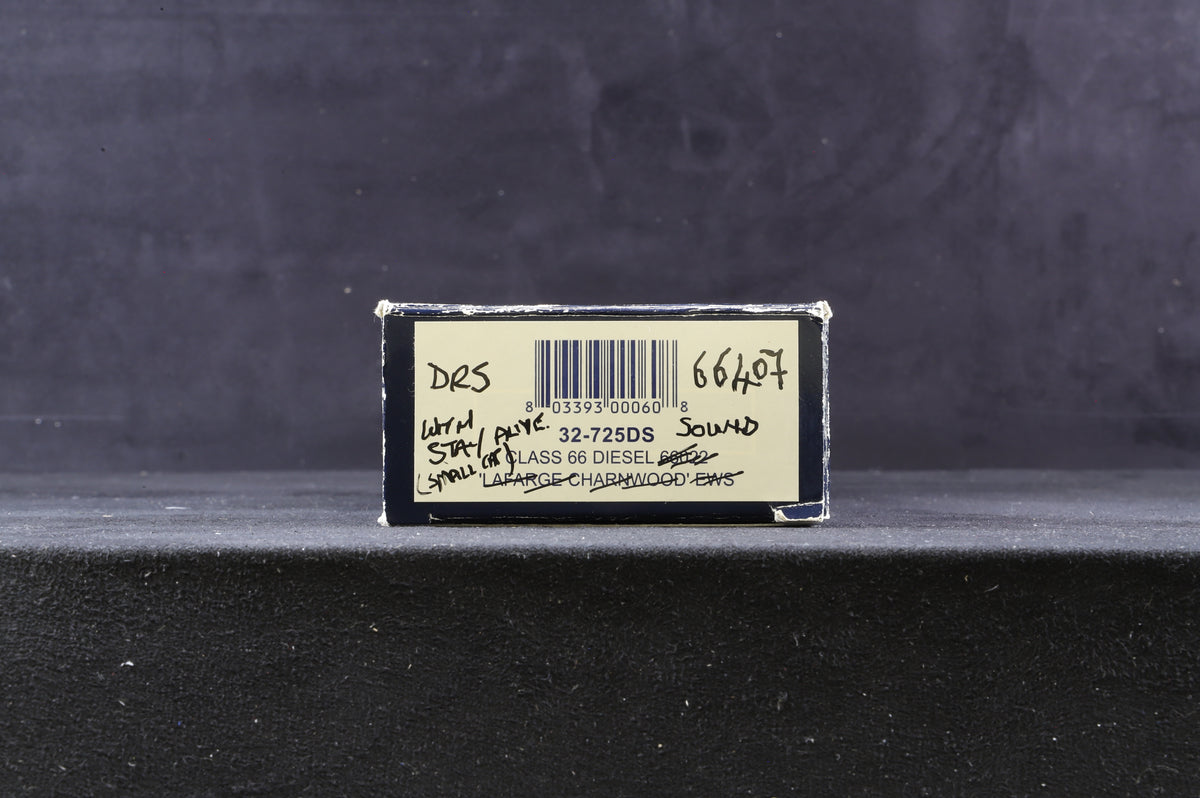 DRS
66407
8 03393 00060 8
WITH
STAY ALIVE.
32-725DS
SOUND
CLASS 66 DIESEL 66022
(SMALL
'LAFARGE CHARNWOOD' EWS